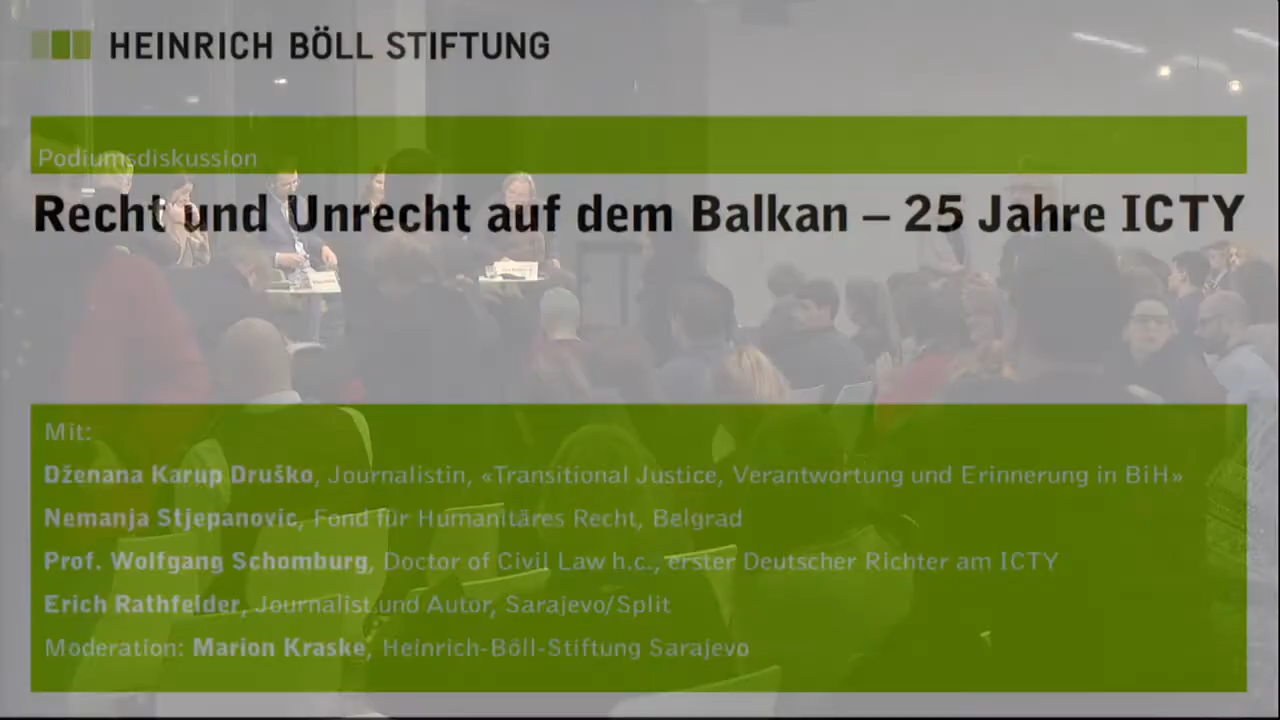 HEINRICH BÖLL STIFTUNG
Podiumsdiskussion
Recht und Unrecht auf dem Balkan – 25 Jahre ICTY
Mit:
Dženana Karup Druško, Journalistin, «Transitional Justice, Verantwortung und Erinnerung in BiH»
Nemanja Stjepanovic, Fond für Humanitäres Recht, Belgrad
Prof. Wolfgang Schomburg, Doctor of Civil Law h.c., erster Deutscher Richter am ICTY
Erich Rathfelder, Journalist und Autor, Sarajevo/Split
Moderation: Marion Kraske, Heinrich-Böll-Stiftung Sarajevo